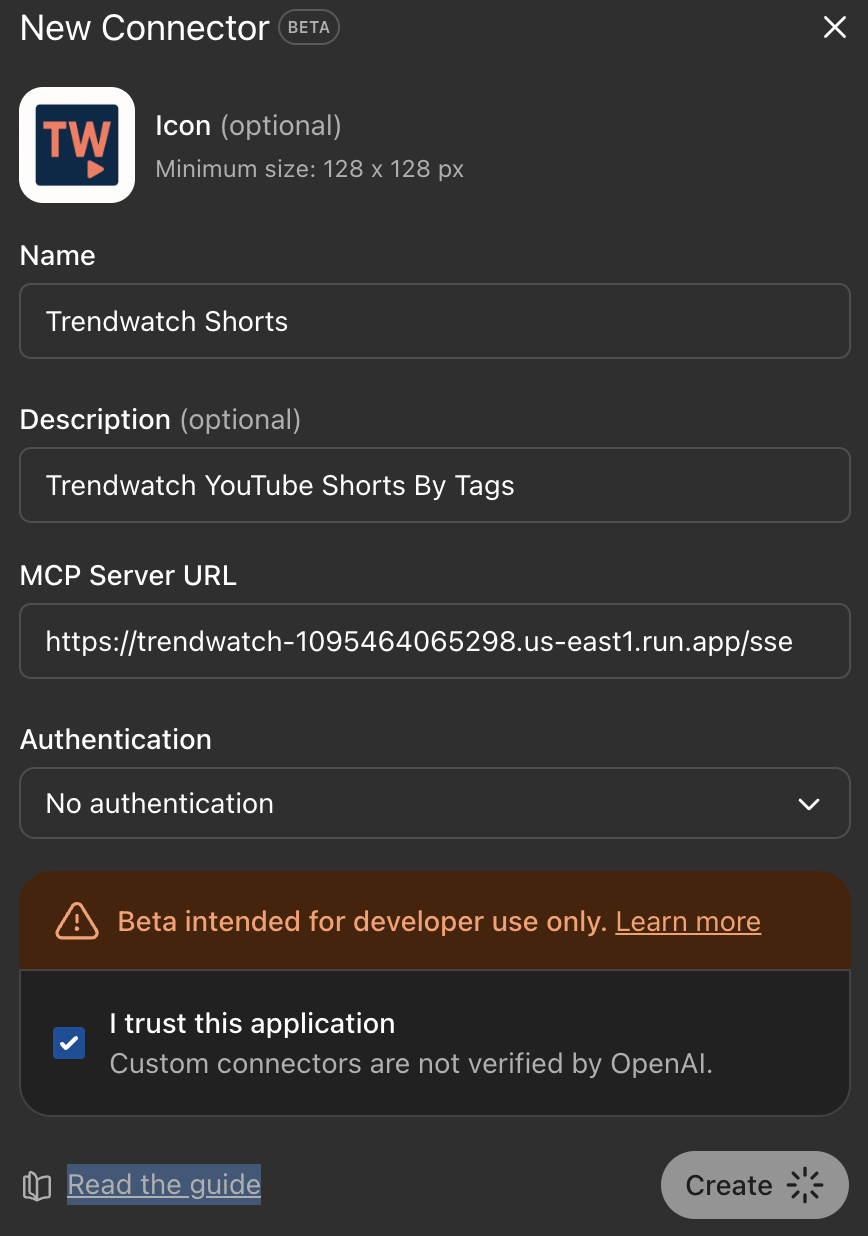 New Connector BETA
TW
Icon (optional)
Minimum size: 128 x 128 px
Name
Trendwatch Shorts
Description (optional)
Trendwatch YouTube Shorts By Tags
MCP Server URL
https://trendwatch-1095464065298.us-east1.run.app/sse
Authentication
No authentication
Beta intended for developer use only. Learn more
I trust this application
Custom connectors are not verified by OpenAI.
Read the guide
Create